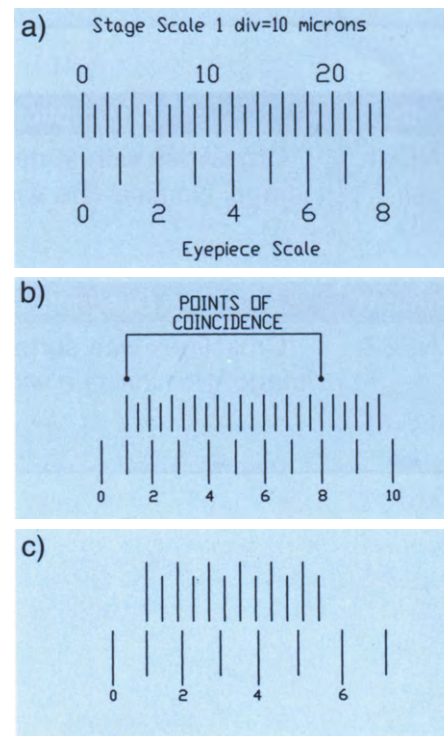 a)
Stage Scale 1 div=10 microns
0 10 20
0 2 4 6 8
Eyepiece Scale
b)
POINTS OF
COINCIDENCE
0 2 4 6 8 10
c)
0 2 4 6